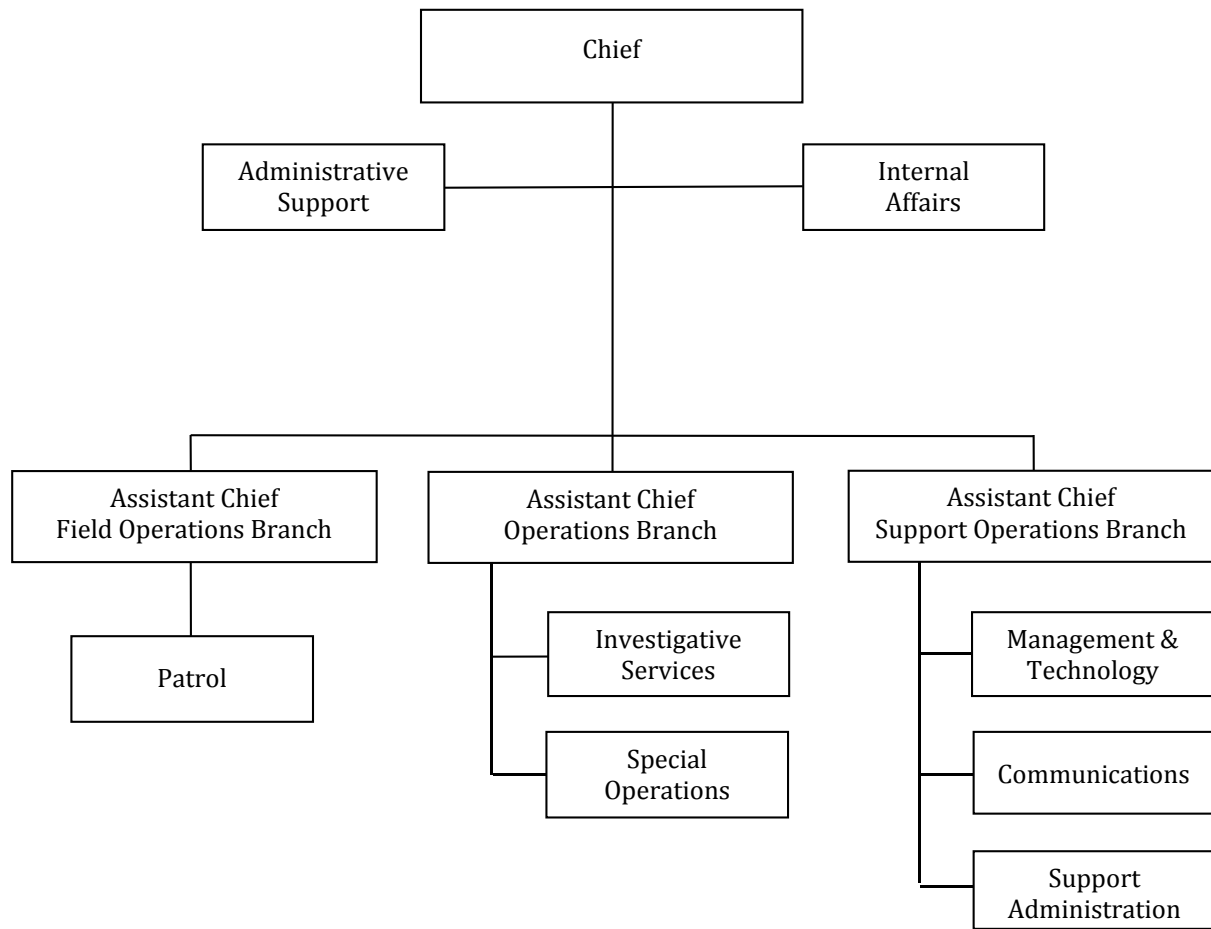 Chief
Administrative
Support
Internal
Affairs
Assistant Chief
Field Operations Branch
Assistant Chief
Operations Branch
Assistant Chief
Support Operations Branch
Patrol
Investigative
Services
Special
Operations
Management &
Technology
Communications
Support
Administration